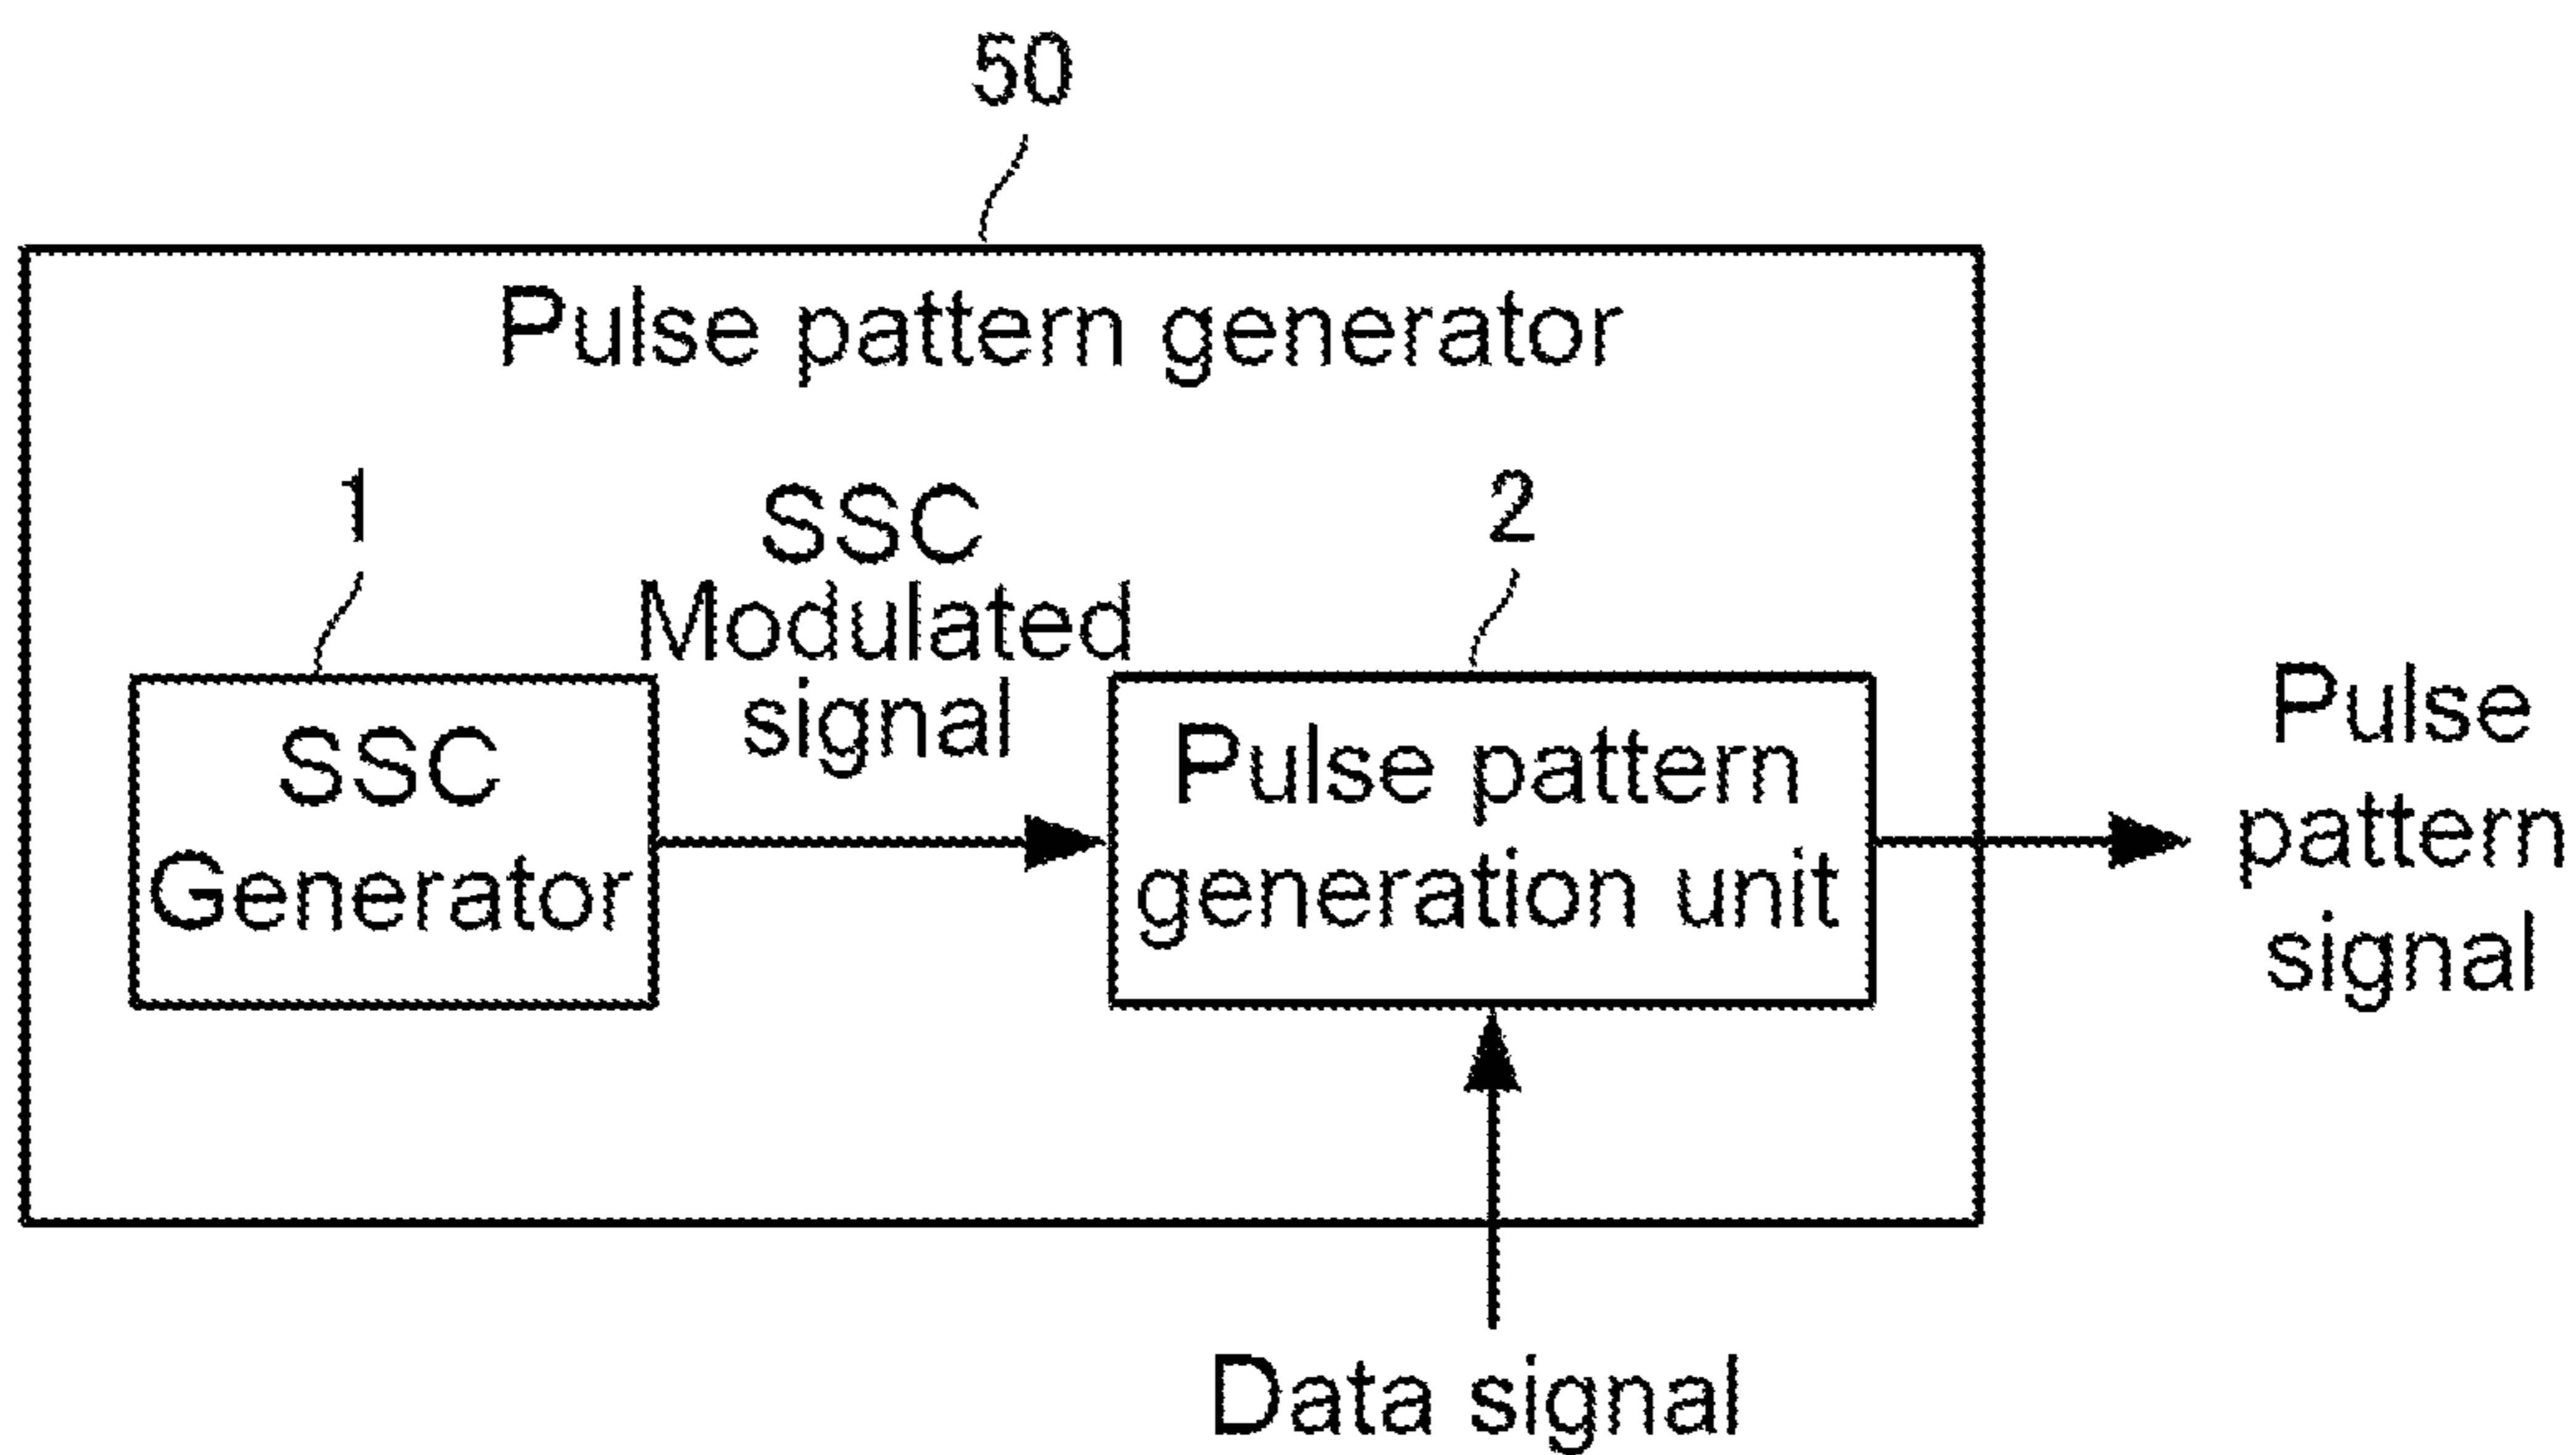 50
Pulse pattern generator
1
SSC
Modulated
signal
2
SSC
Generator
Pulse pattern
generation unit
Pulse
pattern
signal
Data signal